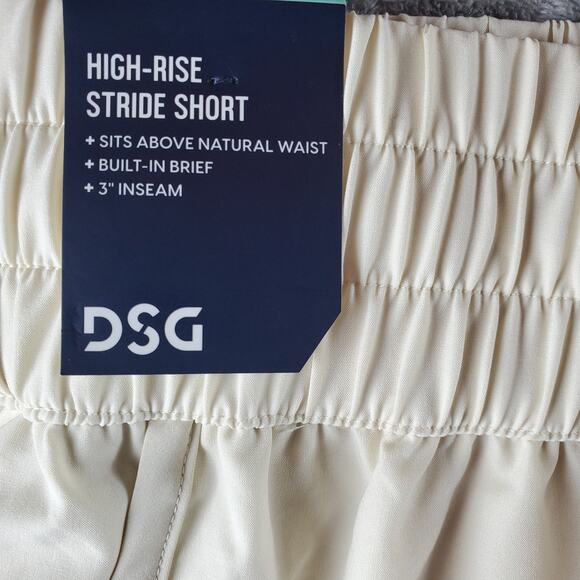 HIGH-RISE
STRIDE SHORT
+ SITS ABOVE NATURAL WAIST
+ BUILT-IN BRIEF
+ 3" INSEAM
DSG